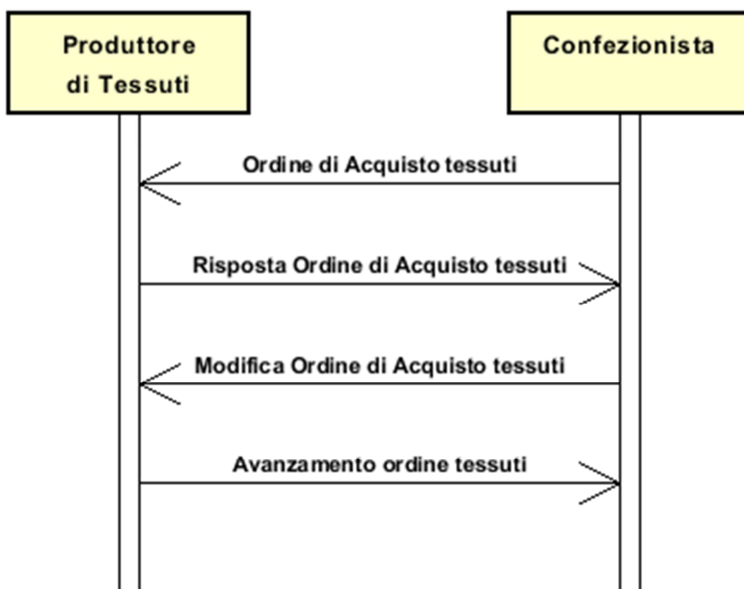 Produttore
di Tessuti
Confezionista
Ordine di Acquisto tessuti
Risposta Ordine di Acquisto tessuti
Modifica Ordine di Acquisto tessuti
Avanzamento ordine tessuti